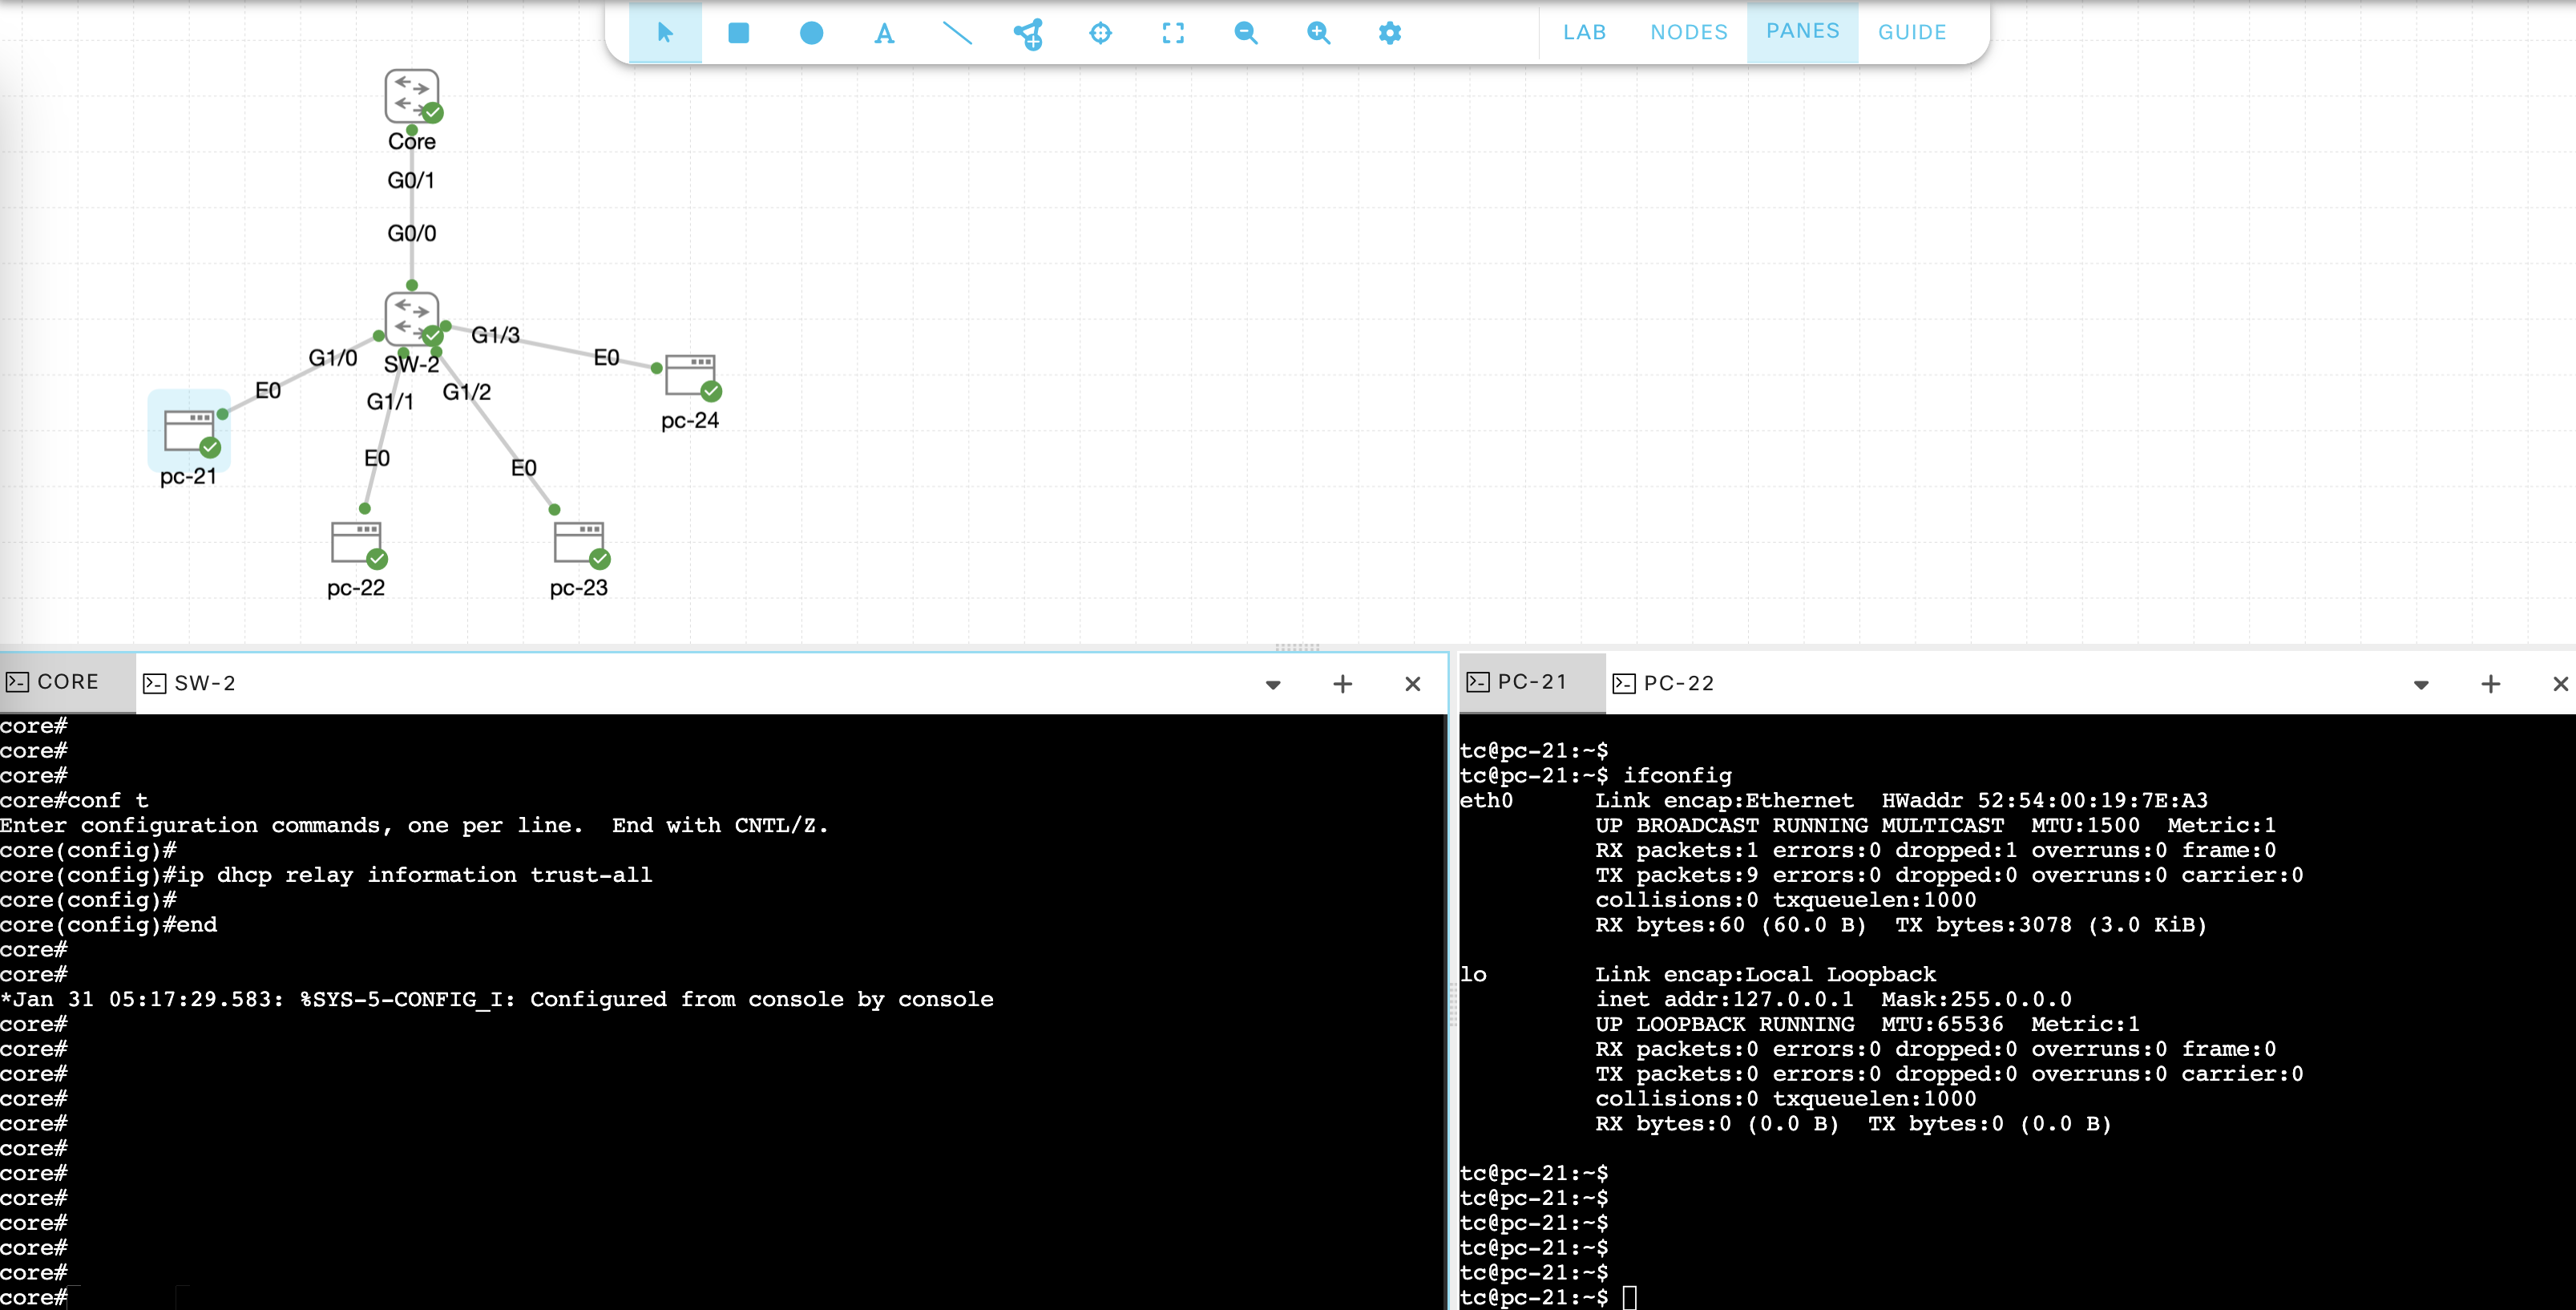 A
LAB
NODES
PANES
GUIDE
Core
G0/1
G0/0
G1/3
E0
G1/0
SW-2
E0
G1/1
G1/2
pc-24
E0
E0
pc-21
pc-22
pc-23
CORE
SW-2
core#
core#
core#
core#conf t
Enter configuration commands, one per line.  End with CNTL/Z.
core(config)#
core(config)#ip dhcp relay information trust-all
core(config)#
core(config)#end
core#
core#
*Jan 31 05:17:29.583: %SYS-5-CONFIG_I: Configured from console by console
core#
core#
core#
core#
core#
core#
core#
core#
core#
core#
core#
core#
PC-21
PC-22
tc@pc-21:~$
tc@pc-21:~$ ifconfig
eth0      Link encap:Ethernet  HWaddr 52:54:00:19:7E:A3
          UP BROADCAST RUNNING MULTICAST  MTU:1500  Metric:1
          RX packets:1 errors:0 dropped:1 overruns:0 frame:0
          TX packets:9 errors:0 dropped:0 overruns:0 carrier:0
          collisions:0 txqueuelen:1000
          RX bytes:60 (60.0 B)  TX bytes:3078 (3.0 KiB)
lo        Link encap:Local Loopback
          inet addr:127.0.0.1  Mask:255.0.0.0
          UP LOOPBACK RUNNING  MTU:65536  Metric:1
          RX packets:0 errors:0 dropped:0 overruns:0 frame:0
          TX packets:0 errors:0 dropped:0 overruns:0 carrier:0
          collisions:0 txqueuelen:1000
          RX bytes:0 (0.0 B)  TX bytes:0 (0.0 B)
tc@pc-21:~$
tc@pc-21:~$
tc@pc-21:~$
tc@pc-21:~$
tc@pc-21:~$
tc@pc-21:~$